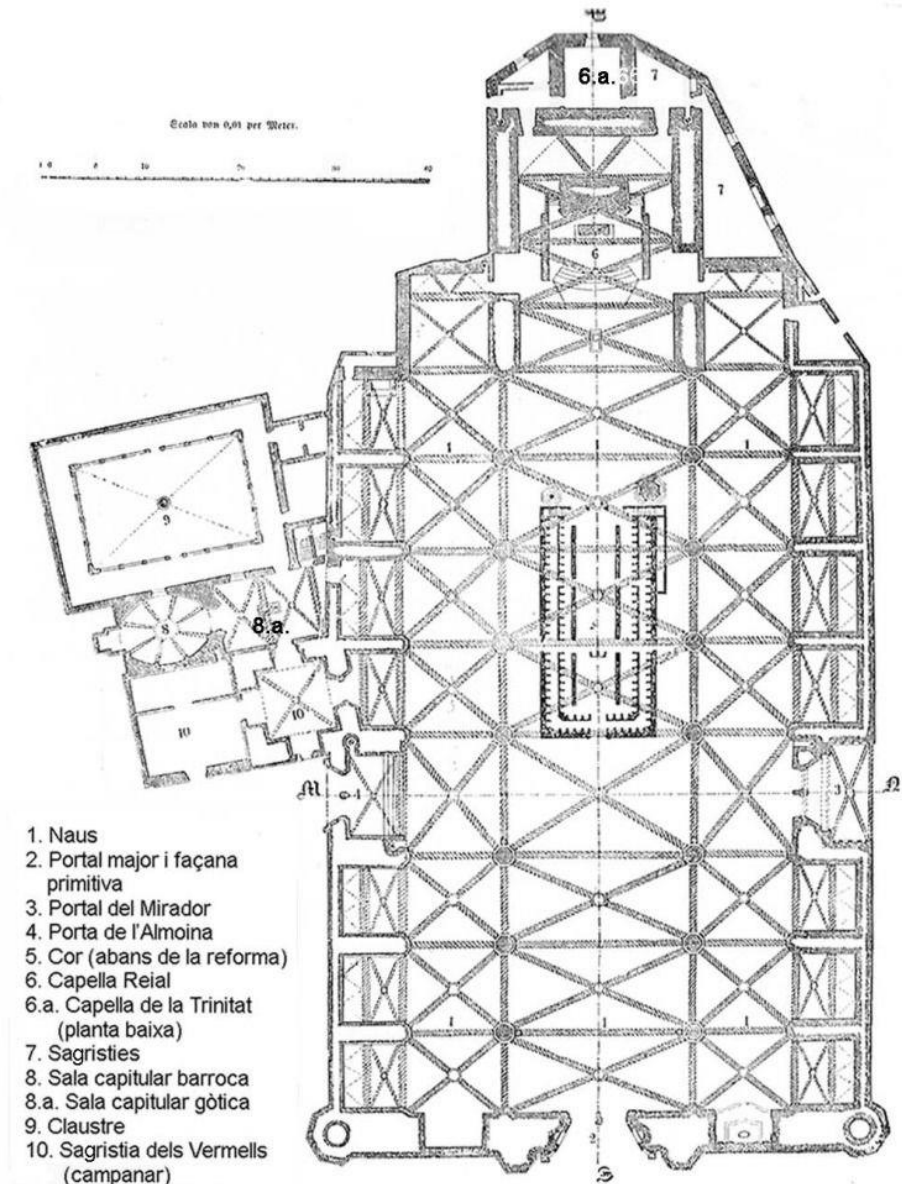 6.a.
7
Scala von 0,01 per Meter.
10
7
6
1 1 1
9
8
8.a.
10
10
M 4
3
1. Naus
2. Portal major i façana
primitiva
3. Portal del Mirador
4. Porta de l'Almoina
5. Cor (abans de la reforma)
6. Capella Reial
6.a. Capella de la Trinitat
(planta baixa)
7. Sagristies
8. Sala capitular barroca
8.a. Sala capitular gòtica
9. Claustre
10. Sagristia dels Vermells
(campanar)
1 1 1
2